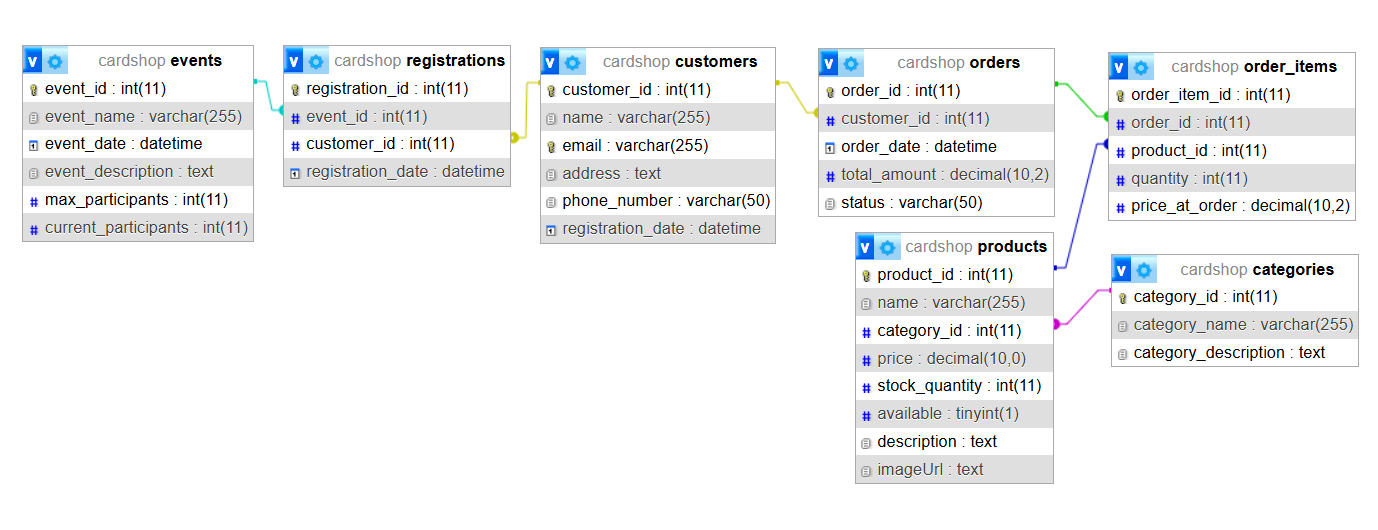 cardshop events
event_id : int(11)
event_name : varchar(255)
event_date : datetime
event_description : text
max_participants : int(11)
current_participants : int(11)
cardshop registrations
registration_id : int(11)
event_id : int(11)
customer_id : int(11)
registration_date : datetime
cardshop customers
customer_id : int(11)
name : varchar(255)
email : varchar(255)
address : text
phone_number : varchar(50)
registration_date : datetime
cardshop orders
order_id : int(11)
customer_id : int(11)
order_date : datetime
total_amount : decimal(10,2)
status : varchar(50)
cardshop order_items
order_item_id : int(11)
order_id : int(11)
product_id : int(11)
quantity : int(11)
price_at_order : decimal(10,2)
cardshop products
product_id : int(11)
name : varchar(255)
category_id : int(11)
price : decimal(10,0)
stock_quantity : int(11)
available : tinyint(1)
description : text
imageUrl : text
cardshop categories
category_id : int(11)
category_name : varchar(255)
category_description : text